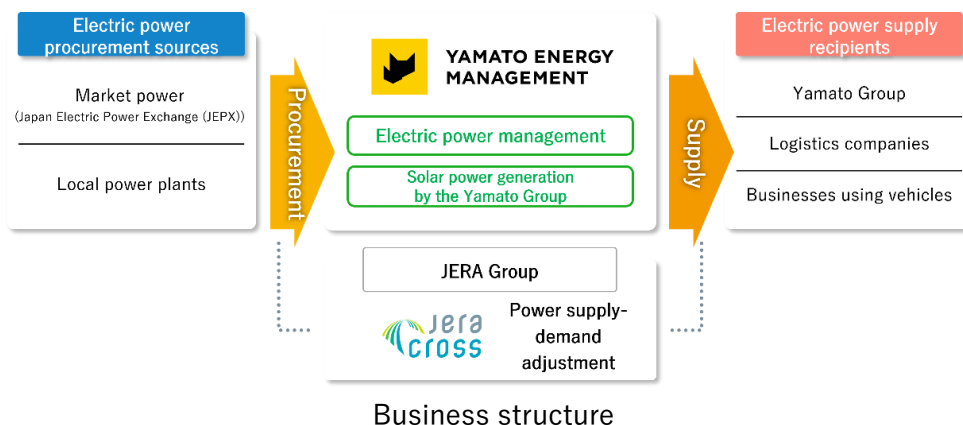 Electric power
procurement sources
Market power
(Japan Electric Power Exchange (JEPX))
Local power plants
Procurement
YAMATO ENERGY
MANAGEMENT
Electric power management
Solar power generation
by the Yamato Group
Supply
Electric power supply
recipients
Yamato Group
Logistics companies
Businesses using vehicles
JERA Group
jera
cross
Power supply-
demand
adjustment
Business structure